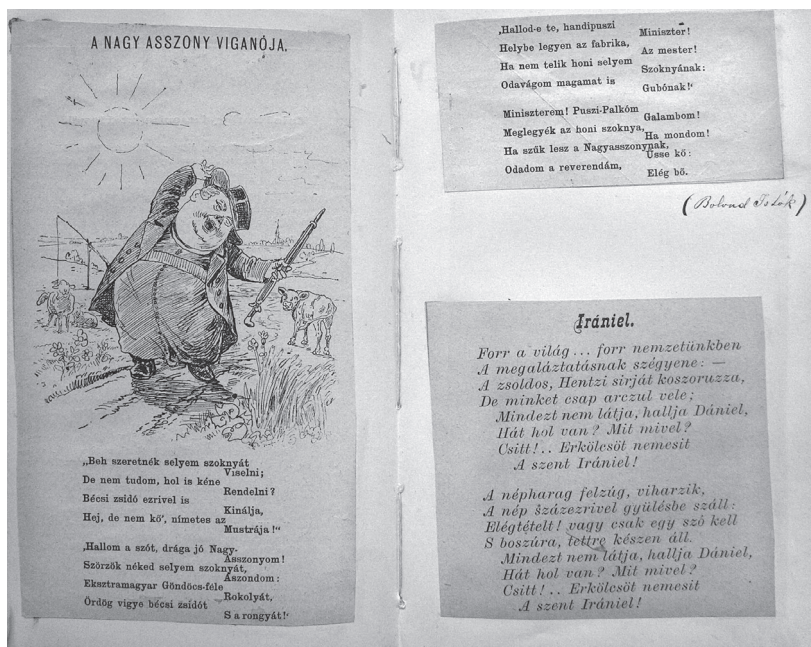 A NAGY ASSZONY VIGANÓJA.
„Beh szeretnék selyem szoknyát
Viselni;
De nem tudom, hol is kéne
Rendelni?
Bécsi zsidó ezrivel is
Kinálja,
Hej, de nem kő', nímetes az
Mustrája!"
‚Hallom a szót, drága jó Nagy-
Asszonyom!
Szörzök néked selyem szoknyát,
Aszondom:
Eksztramagyar Göndöcs-féle
Rokolyát,
Ördög vigye bécsi zsidót
S a rongyát!'
‚Hallod-e te, handipuszi
Miniszter!
Helybe legyen az fabrika,
Az mester!
Ha nem telik honi selyem
Szoknyának:
Odavágom magamat is
Gubónak!'
Miniszterem! Puszi-Palkóm
Galambom!
Meglegyék az honi szoknya,
Ha mondom!
Ha szűk lesz a Nagyasszonynak,
Üsse kő:
Odadom a reverendám,
Elég bő.
(Bolond Istók)
Irániel.
Forr a világ... forr nemzetünkben
A megaláztatásnak szégyene: —
A zsoldos, Hentzi sirját koszoruzza,
De minket csap arczul vele;
Mindezt nem látja, hallja Dániel,
Hát hol van? Mit mivel?
Csitt!.. Erkölcsöt nemesit
A szent Irániel!
A népharag felzúg, viharzik,
A nép százezrivel gyülésbe száll:
Elégtételt! vagy csak egy szó kell
S boszúra, tettre készen áll.
Mindezt nem látja, hallja Dániel,
Hát hol van? Mit mivel?
Csitt!.. Erkölcsöt nemesit
A szent Irániel!